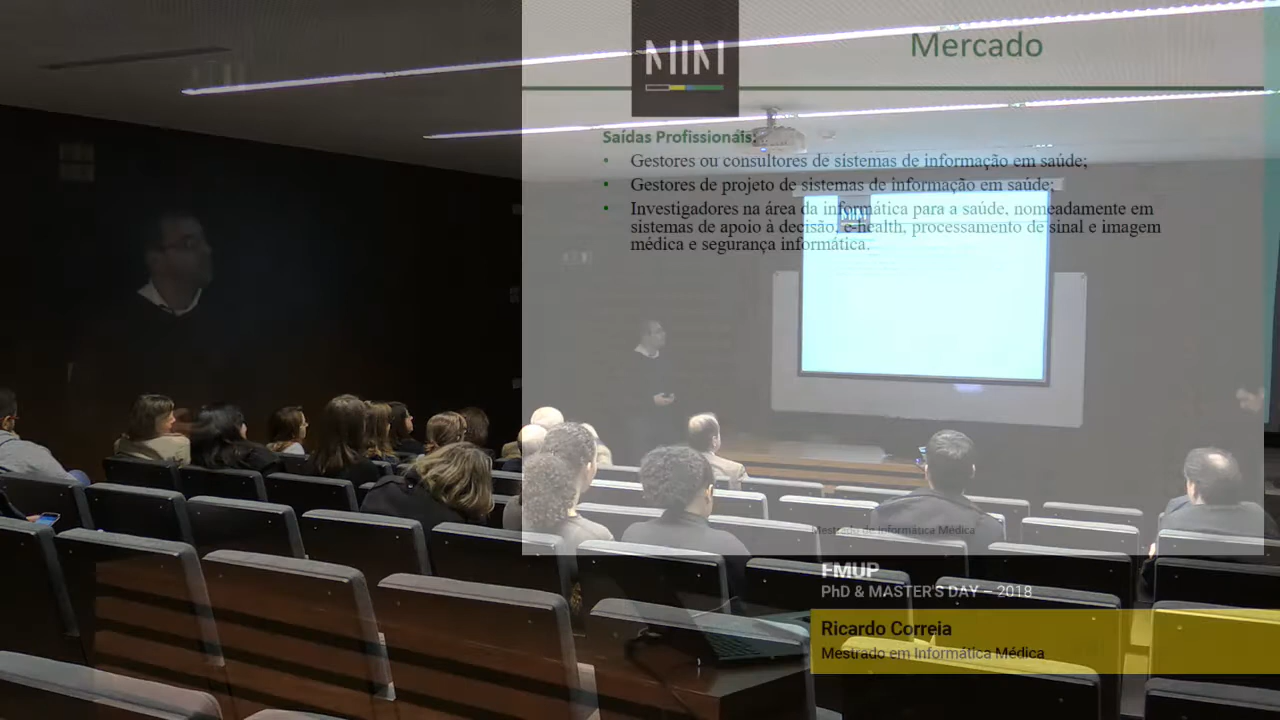 MIM
Mercado
Saídas Profissionais:
• Gestores ou consultores de sistemas de informação em saúde;
• Gestores de projeto de sistemas de informação em saúde;
• Investigadores na área da informática para a saúde, nomeadamente em
sistemas de apoio à decisão, e-health, processamento de sinal e imagem
médica e segurança informática.
Mestrado de Informática Médica
FMUP
PhD & MASTER'S DAY – 2018
Ricardo Correia
Mestrado em Informática Médica